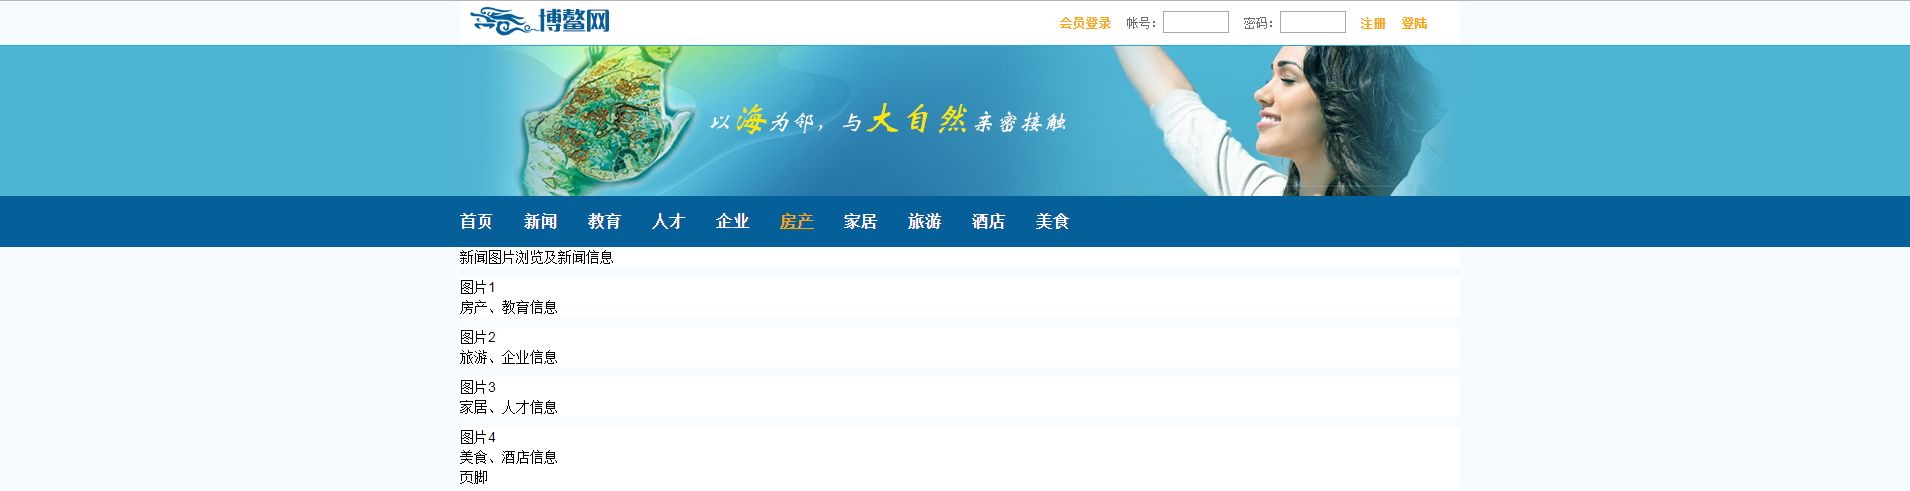 博鳌网
会员登录 帐号： 密码： 注册 登陆
以海为邻，与大自然亲密接触
首页 新闻 教育 人才 企业 房产 家居 旅游 酒店 美食
新闻图片浏览及新闻信息
图片1
房产、教育信息
图片2
旅游、企业信息
图片3
家居、人才信息
图片4
美食、酒店信息
页脚